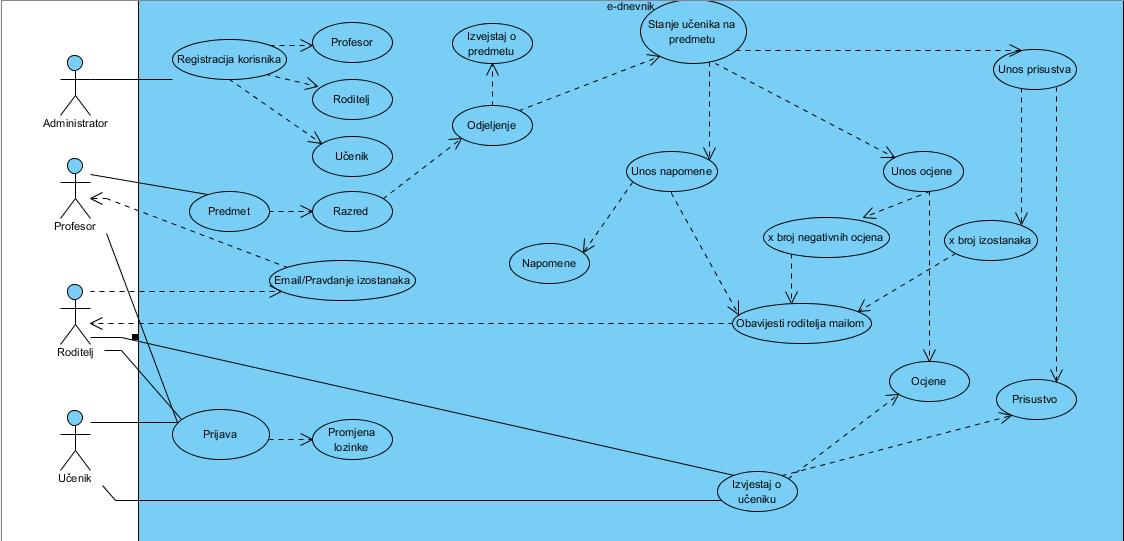 e-dnevnik
Stanje učenika na
predmetu
Profesor
Izvejstaj o
predmetu
Registracija korisnika
Unos prisustva
Roditelj
Administrator
Odjeljenje
Učenik
Unos napomene
Unos ocjene
Predmet
Razred
Profesor
x broj negativnih ocjena
x broj izostanaka
Napomene
Email/Pravdanje izostanaka
Obavijesti roditelja mailom
Roditelj
Ocjene
Prisustvo
Prijava
Promjena
lozinke
Učenik
Izvjestaj o
učeniku